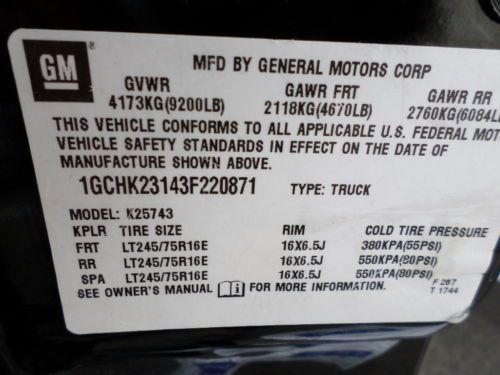 GM
MFD BY GENERAL MOTORS CORP
GVWR GAWR FRT GAWR RR
4173KG(9200LB) 2118KG(4670LB) 2760KG(6084LB
THIS VEHICLE CONFORMS TO ALL APPLICABLE U.S. FEDERAL MOT
VEHICLE SAFETY STANDARDS IN EFFECT ON THE DATE OF
MANUFACTURE SHOWN ABOVE.
1GCHK23143F220871 TYPE: TRUCK
MODEL: K25743
KPLR TIRE SIZE RIM COLD TIRE PRESSURE
FRT LT245/75R16E 16X6.5J 380KPA(55PSI)
RR LT245/75R16E 16X6.5J 550KPA(80PSI)
SPA LT245/75R16E 16X6.5J 550KPA(80PSI)
SEE OWNER'S MANUAL i FOR MORE INFORMATION.
F 287
T 1744